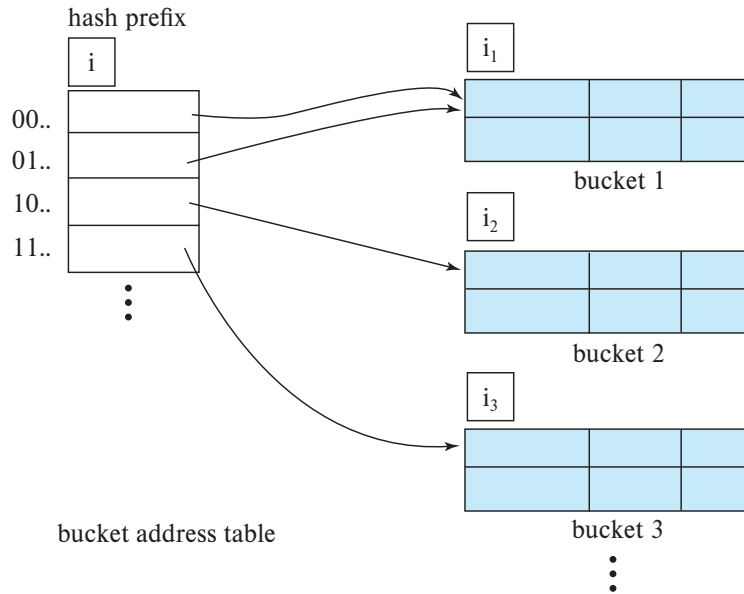 hash prefix
i
00..
01..
10..
11..
bucket address table
i₁
bucket 1
i₂
bucket 2
i₃
bucket 3